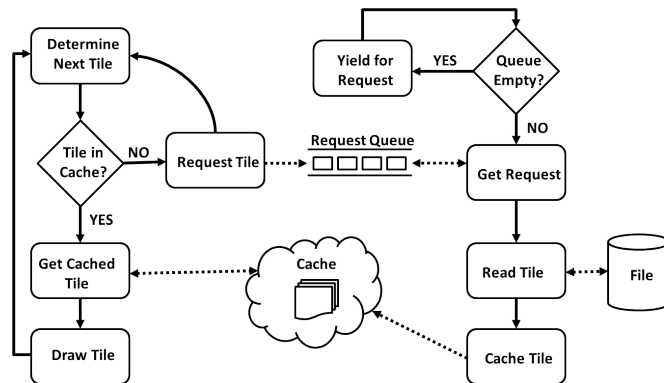 Determine
Next Tile
Tile in
Cache?
NO
YES
Request Tile
Get Cached
Tile
Draw Tile
Request Queue
Cache
Yield for
Request
YES
Queue
Empty?
NO
Get Request
Read Tile
File
Cache Tile